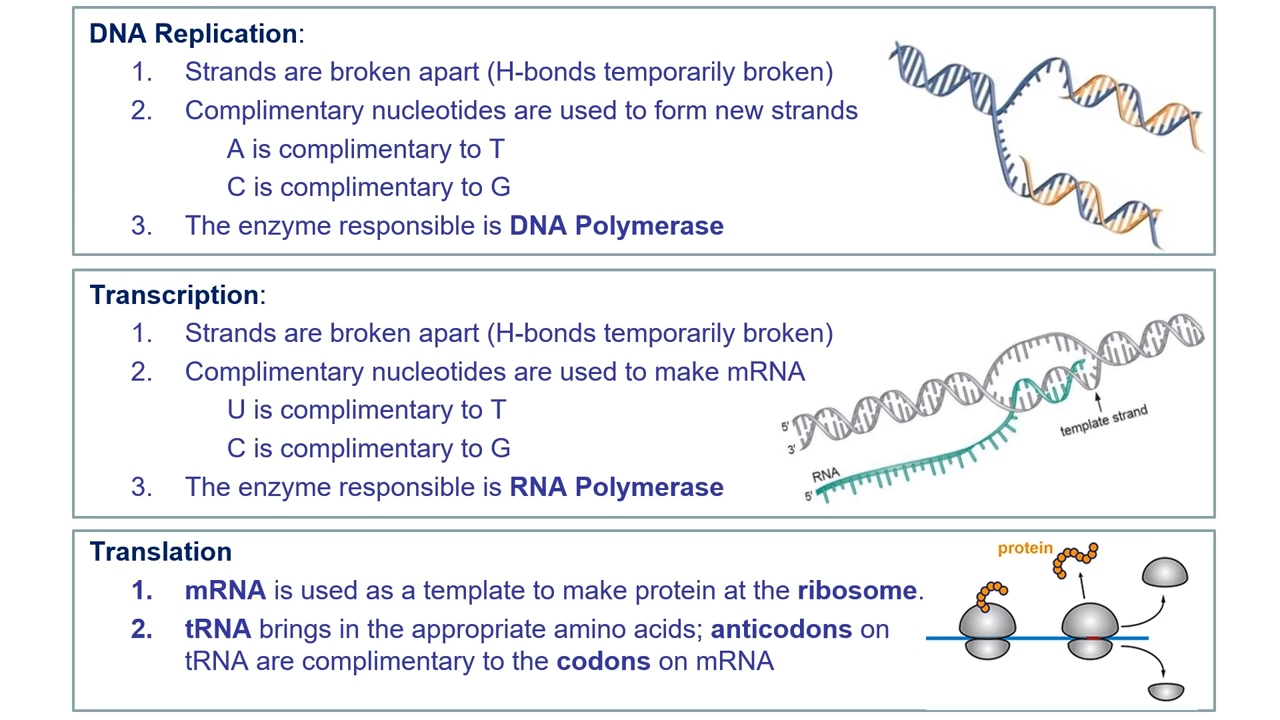 DNA Replication:
1. Strands are broken apart (H-bonds temporarily broken)
2. Complimentary nucleotides are used to form new strands
A is complimentary to T
C is complimentary to G
3. The enzyme responsible is DNA Polymerase
Transcription:
1. Strands are broken apart (H-bonds temporarily broken)
2. Complimentary nucleotides are used to make mRNA
U is complimentary to T
C is complimentary to G
3. The enzyme responsible is RNA Polymerase
5'
3'
template strand
RNA
5'
Translation
1. mRNA is used as a template to make protein at the ribosome.
2. tRNA brings in the appropriate amino acids; anticodons on
tRNA are complimentary to the codons on mRNA
protein